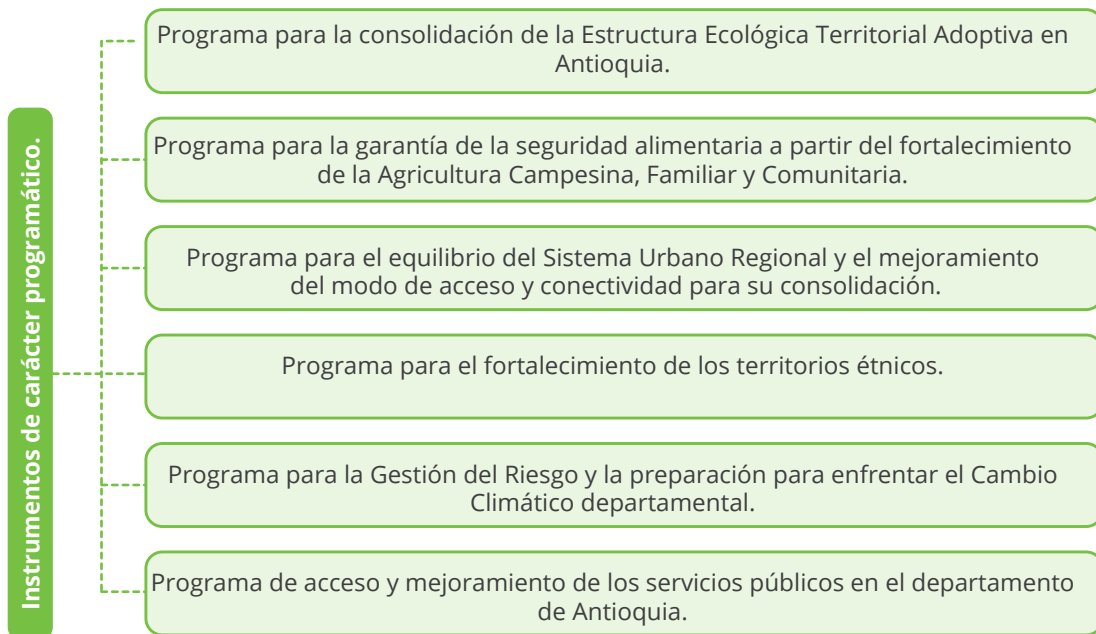 Instrumentos de carácter programático.
Programa para la consolidación de la Estructura Ecológica Territorial Adoptiva en
Antioquia.
Programa para la garantía de la seguridad alimentaria a partir del fortalecimiento
de la Agricultura Campesina, Familiar y Comunitaria.
Programa para el equilibrio del Sistema Urbano Regional y el mejoramiento
del modo de acceso y conectividad para su consolidación.
Programa para el fortalecimiento de los territorios étnicos.
Programa para la Gestión del Riesgo y la preparación para enfrentar el Cambio
Climático departamental.
Programa de acceso y mejoramiento de los servicios públicos en el departamento
de Antioquia.